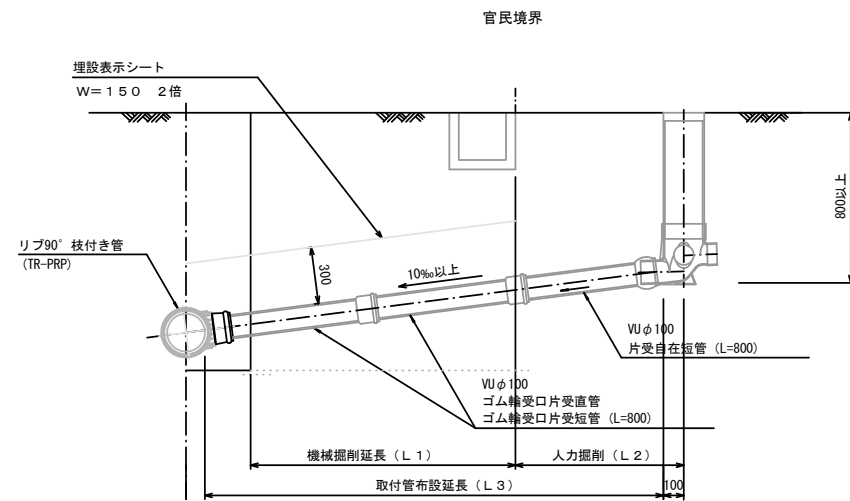 官民境界
埋設表示シート
W=150 2倍
800以上
リブ90°枝付き管
(TR-PRP)
300
10‰以上
VUφ100
片受自在短管 (L=800)
VUφ100
ゴム輪受口片受直管
ゴム輪受口片受短管 (L=800)
機械掘削延長(L1)
人力掘削(L2)
取付管布設延長(L3)
100